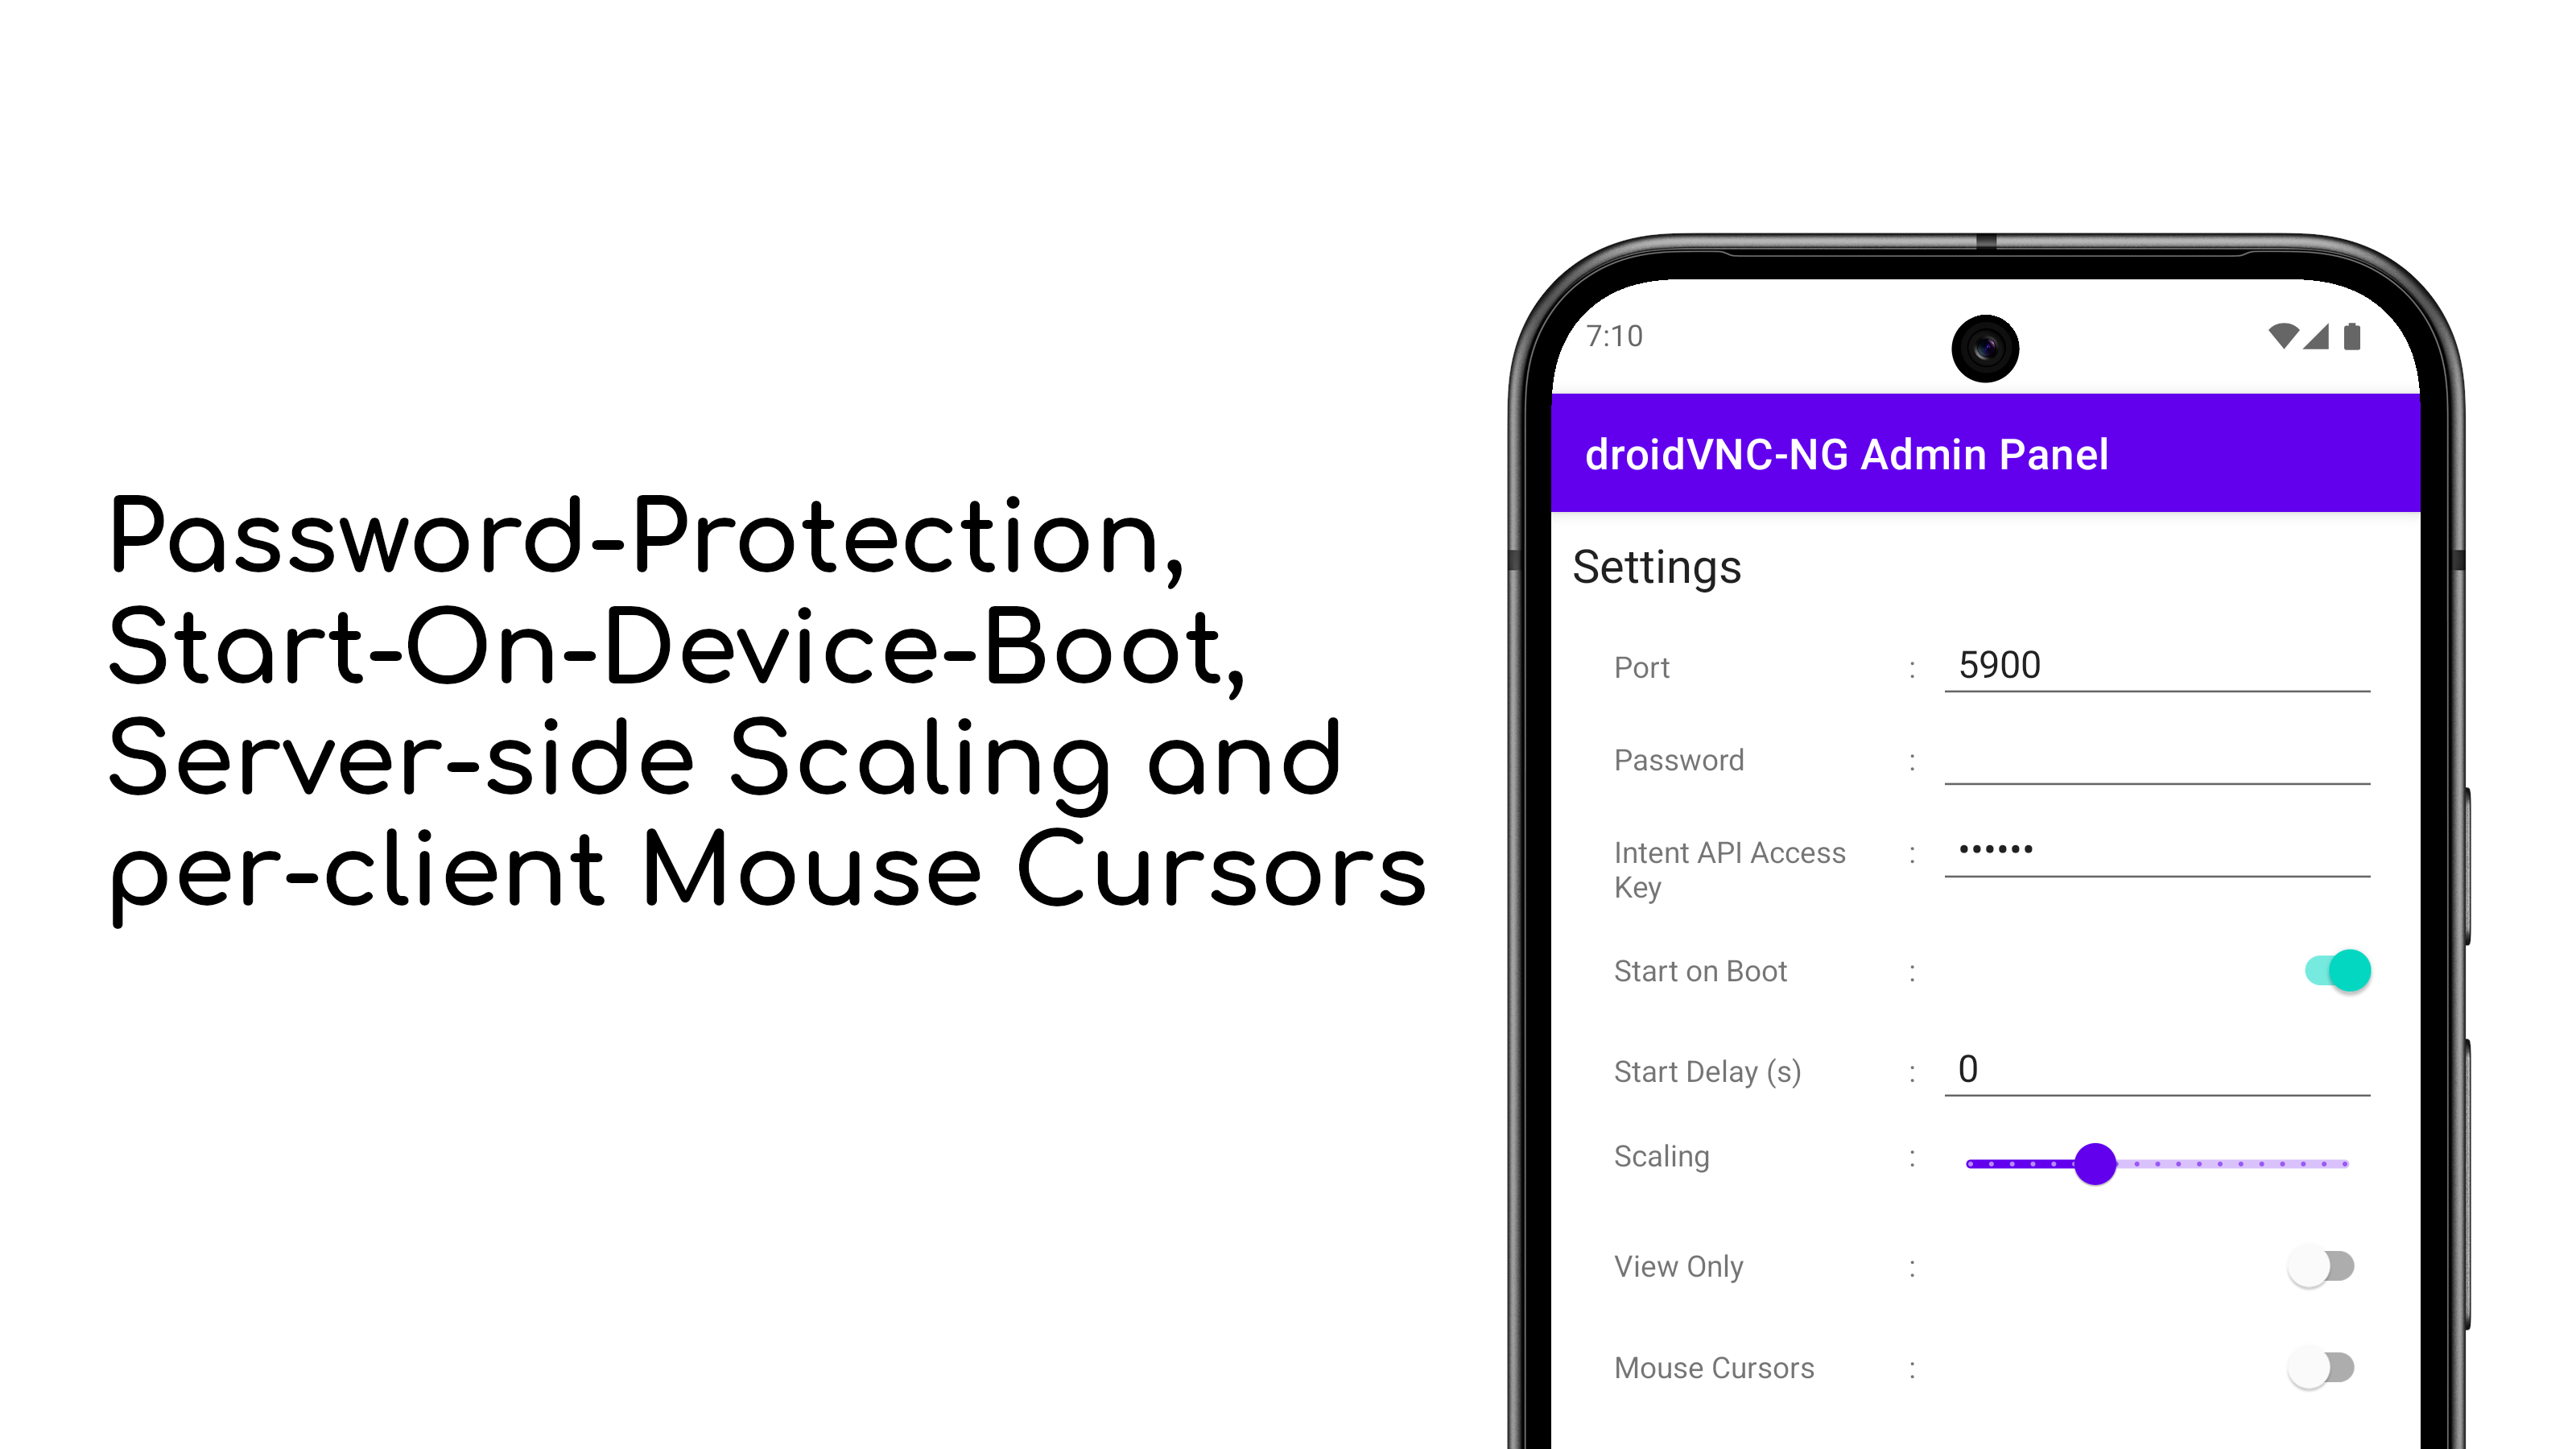 Password-Protection,
Start-On-Device-Boot,
Server-side Scaling and
per-client Mouse Cursors
7:10
droidVNC-NG Admin Panel
Settings
Port : 5900
Password :
Intent API Access : ••••••
Key
Start on Boot :
Start Delay (s) : 0
Scaling :
View Only :
Mouse Cursors :